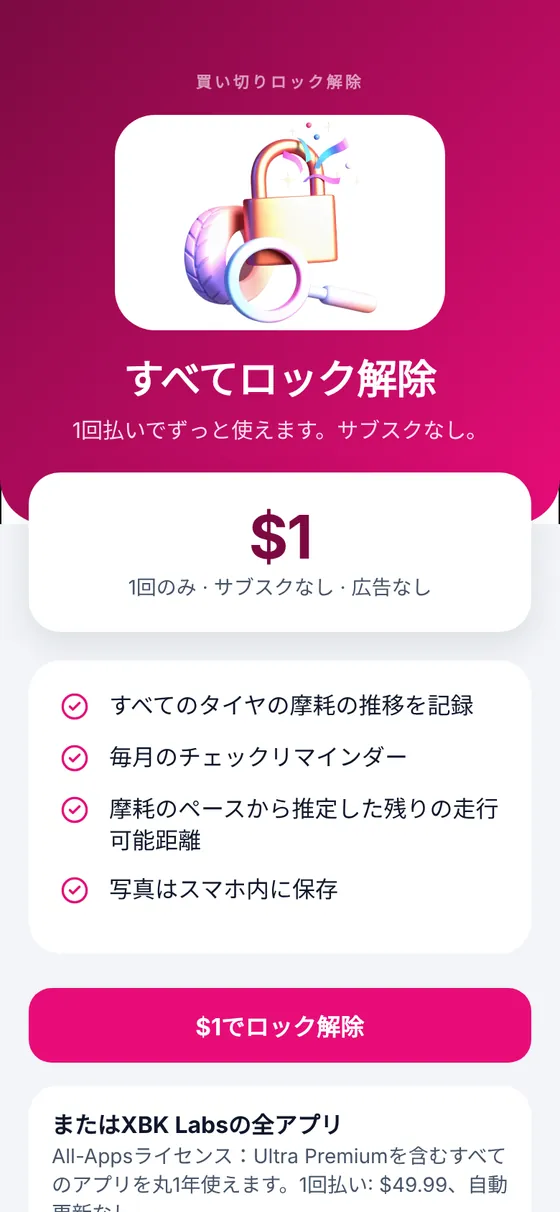 買い切りロック解除
すべてロック解除
1回払いでずっと使えます。サブスクなし。
$1
1回のみ · サブスクなし · 広告なし
すべてのタイヤの摩耗の推移を記録
毎月のチェックリマインダー
摩耗のペースから推定した残りの走行
可能距離
写真はスマホ内に保存
$1でロック解除
またはXBK Labsの全アプリ
All-Appsライセンス：Ultra Premiumを含むすべて
のアプリを丸1年使えます。1回払い: $49.99、自動
更新なし